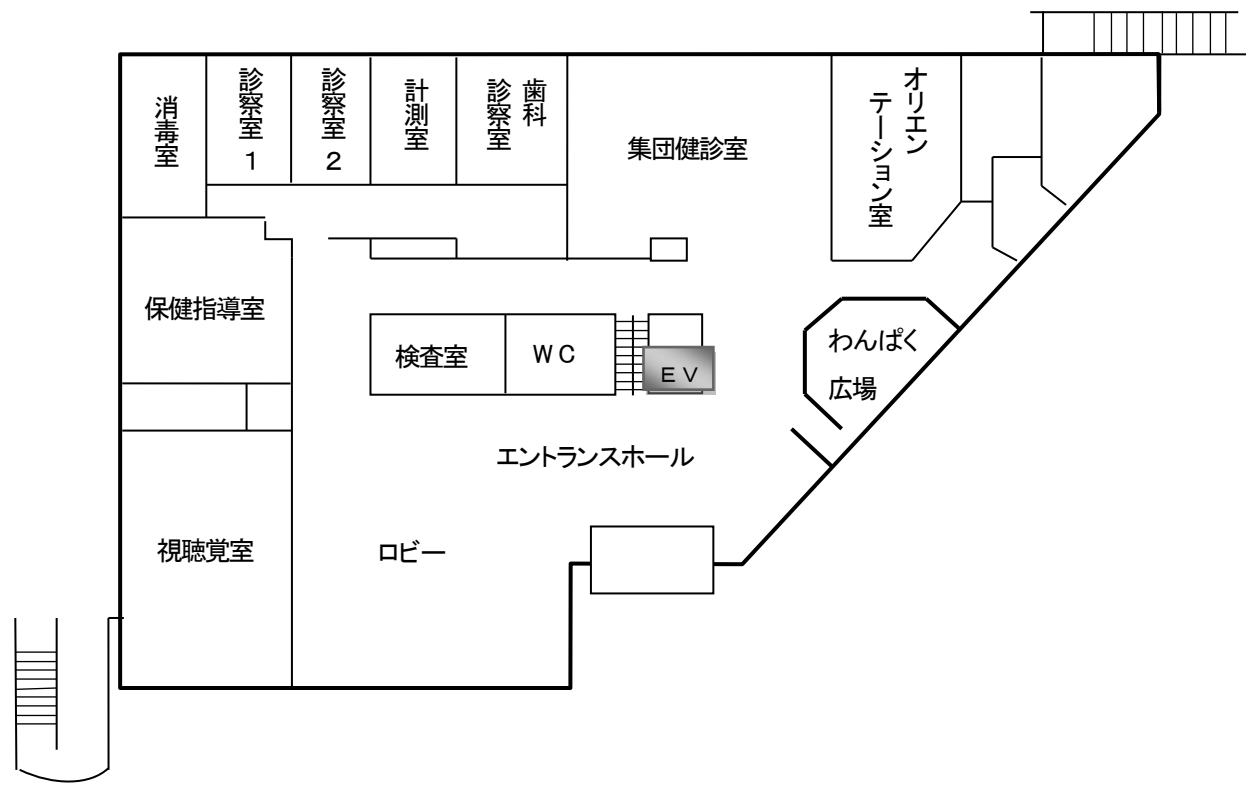 消毒室
診察室
１
診察室
２
計測室
歯科
診察室
集団健診室
オリエン
テーション室
保健指導室
検査室
ＷＣ
ＥＶ
わんぱく
広場
エントランスホール
視聴覚室
ロビー